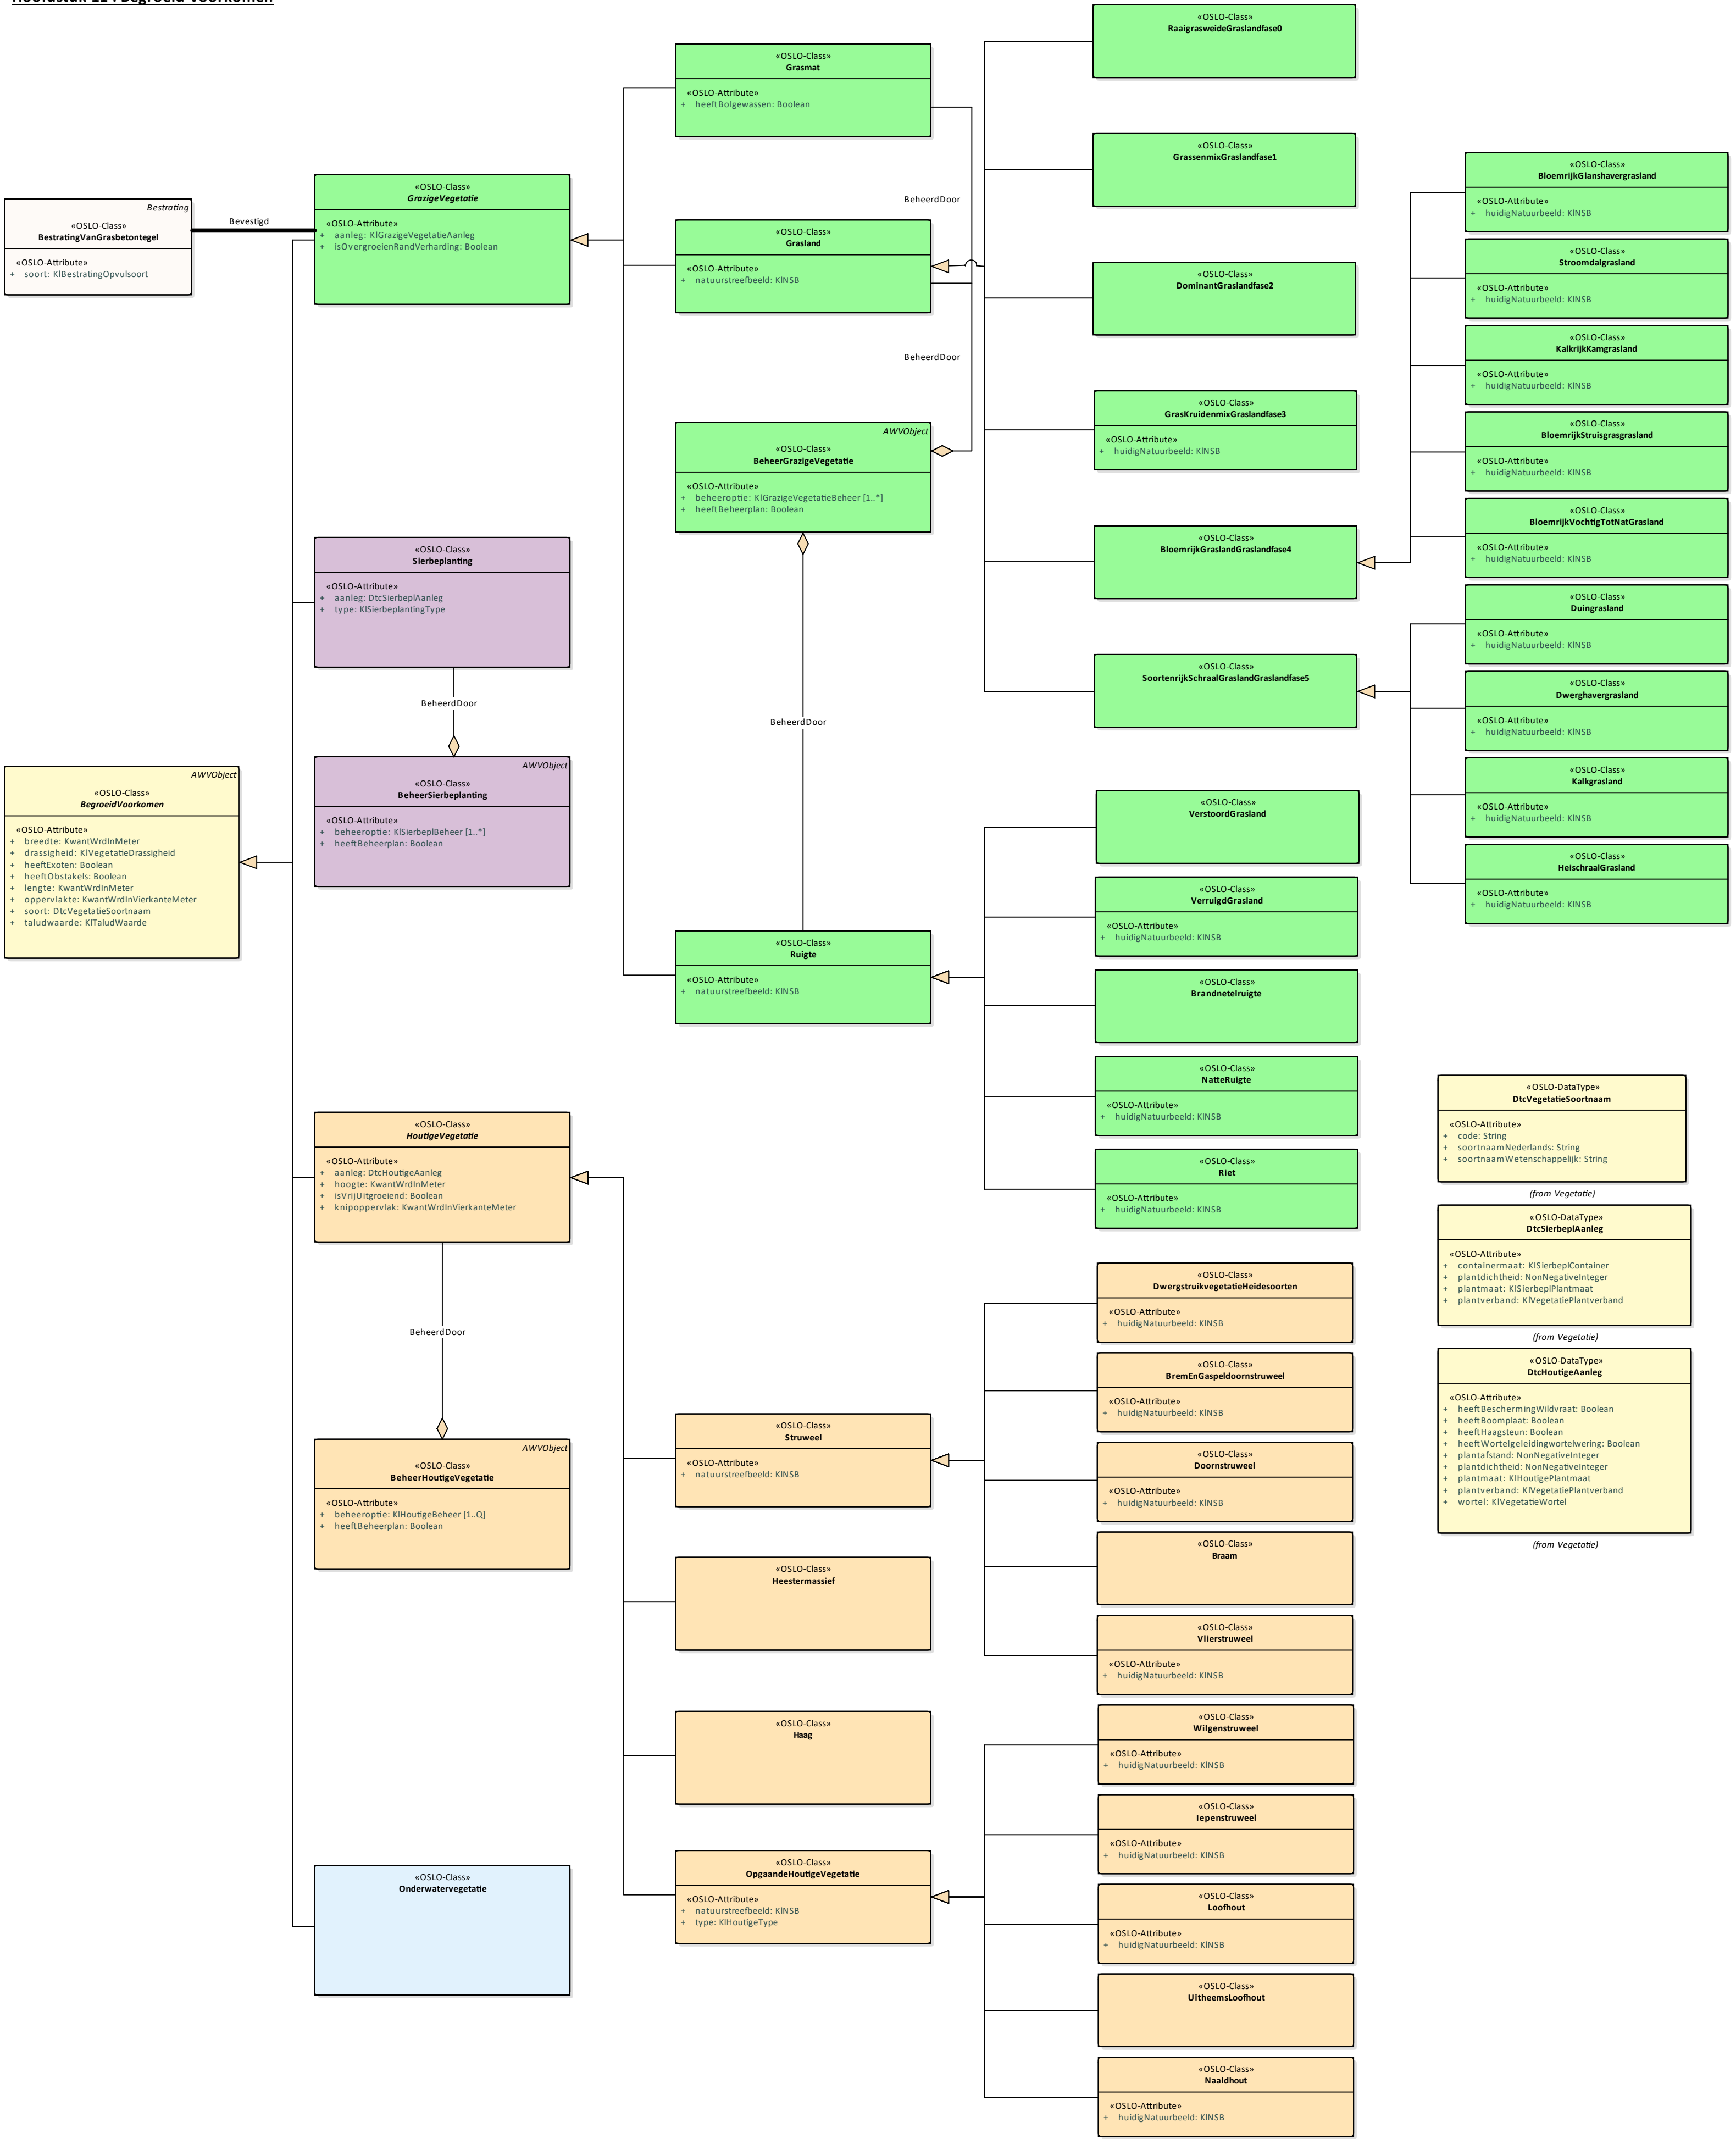 «OSLO-Class»
RaaigrasweideGraslandfase0
«OSLO-Class»
Grasmat
«OSLO-Attribute»
+ heeftBolgewassen: Boolean
«OSLO-Class»
GrassenmixGraslandfase1
«OSLO-Class»
BloemrijkGlanshavergrasland
«OSLO-Attribute»
+ huidigNatuurbeeld: KlNSB
«OSLO-Class»
GrazigeVegetatie
«OSLO-Attribute»
+ aanleg: KlGrazigeVegetatieAanleg
+ isOvergroeienRandVerharding: Boolean
Bestrating
«OSLO-Class»
BestratingVanGrasbetontegel
«OSLO-Attribute»
+ soort: KlBestratingOpvulsoort
Bevestigd
BeheerdDoor
«OSLO-Class»
Grasland
«OSLO-Attribute»
+ natuurstreefbeeld: KlNSB
«OSLO-Class»
Stroomdalgrasland
«OSLO-Attribute»
+ huidigNatuurbeeld: KlNSB
«OSLO-Class»
DominantGraslandfase2
«OSLO-Class»
KalkrijkKamgrasland
«OSLO-Attribute»
+ huidigNatuurbeeld: KlNSB
BeheerdDoor
«OSLO-Class»
GrasKruidenmixGraslandfase3
«OSLO-Attribute»
+ huidigNatuurbeeld: KlNSB
«OSLO-Class»
BloemrijkStruisgrasgrasland
«OSLO-Attribute»
+ huidigNatuurbeeld: KlNSB
AWVObject
«OSLO-Class»
BeheerGrazigeVegetatie
«OSLO-Attribute»
+ beheeroptie: KlGrazigeVegetatieBeheer [1..*]
+ heeftBeheerplan: Boolean
«OSLO-Class»
BloemrijkVochtigTotNatGrasland
«OSLO-Attribute»
+ huidigNatuurbeeld: KlNSB
«OSLO-Class»
BloemrijkGraslandGraslandfase4
«OSLO-Class»
Sierbeplanting
«OSLO-Attribute»
+ aanleg: DtcSierbeplAanleg
+ type: KlSierbeplantingType
«OSLO-Class»
Duingrasland
«OSLO-Attribute»
+ huidigNatuurbeeld: KlNSB
«OSLO-Class»
SoortenrijkSchraalGraslandGraslandfase5
«OSLO-Class»
Dwerghavergrasland
«OSLO-Attribute»
+ huidigNatuurbeeld: KlNSB
BeheerdDoor
BeheerdDoor
«OSLO-Class»
Kalkgrasland
«OSLO-Attribute»
+ huidigNatuurbeeld: KlNSB
AWVObject
«OSLO-Class»
BeheerSierbeplanting
«OSLO-Attribute»
+ beheeroptie: KlSierbeplBeheer [1..*]
+ heeftBeheerplan: Boolean
AWVObject
«OSLO-Class»
BegroeidVoorkomen
«OSLO-Attribute»
+ breedte: KwantWrdInMeter
+ drassigheid: KlVegetatieDrassigheid
+ heeftExoten: Boolean
+ heeftObstakels: Boolean
+ lengte: KwantWrdInMeter
+ oppervlakte: KwantWrdInVierkanteMeter
+ soort: DtcVegetatieSoortnaam
+ taludwaarde: KlTaludWaarde
«OSLO-Class»
VerstoordGrasland
«OSLO-Class»
HeischraalGrasland
«OSLO-Attribute»
+ huidigNatuurbeeld: KlNSB
«OSLO-Class»
VerruigdGrasland
«OSLO-Attribute»
+ huidigNatuurbeeld: KlNSB
«OSLO-Class»
Ruigte
«OSLO-Attribute»
+ natuurstreefbeeld: KlNSB
«OSLO-Class»
Brandnetelruigte
«OSLO-Class»
NatteRuigte
«OSLO-Attribute»
+ huidigNatuurbeeld: KlNSB
«OSLO-DataType»
DtcVegetatieSoortnaam
«OSLO-Attribute»
+ code: String
+ soortnaamNederlands: String
+ soortnaamWetenschappelijk: String
(from Vegetatie)
«OSLO-Class»
HoutigeVegetatie
«OSLO-Attribute»
+ aanleg: DtcHoutigeAanleg
+ hoogte: KwantWrdInMeter
+ isVrijUitgroeiend: Boolean
+ knipoppervlak: KwantWrdInVierkanteMeter
«OSLO-Class»
Riet
«OSLO-Attribute»
+ huidigNatuurbeeld: KlNSB
«OSLO-DataType»
DtcSierbeplAanleg
«OSLO-Attribute»
+ containermaat: KlSierbeplContainer
+ plantdichtheid: NonNegativeInteger
+ plantmaat: KlSierbeplPlantmaat
+ plantverband: KlVegetatiePlantverband
(from Vegetatie)
«OSLO-Class»
DwergstruikvegetatieHeidesoorten
«OSLO-Attribute»
+ huidigNatuurbeeld: KlNSB
BeheerdDoor
«OSLO-Class»
BremEnGaspeldoornstruweel
«OSLO-Attribute»
+ huidigNatuurbeeld: KlNSB
«OSLO-DataType»
DtcHoutigeAanleg
«OSLO-Attribute»
+ heeftBeschermingWildvraat: Boolean
+ heeftBoomplaat: Boolean
+ heeftHaagsteun: Boolean
+ heeftWortelgeleidingwortelwering: Boolean
+ plantafstand: NonNegativeInteger
+ plantdichtheid: NonNegativeInteger
+ plantmaat: KlHoutigePlantmaat
+ plantverband: KlVegetatiePlantverband
+ wortel: KlVegetatieWortel
(from Vegetatie)
«OSLO-Class»
Struweel
«OSLO-Attribute»
+ natuurstreefbeeld: KlNSB
AWVObject
«OSLO-Class»
BeheerHoutigeVegetatie
«OSLO-Attribute»
+ beheeroptie: KlHoutigeBeheer [1..Q]
+ heeftBeheerplan: Boolean
«OSLO-Class»
Doornstruweel
«OSLO-Attribute»
+ huidigNatuurbeeld: KlNSB
«OSLO-Class»
Braam
«OSLO-Class»
Heestermassief
«OSLO-Class»
Vlierstruweel
«OSLO-Attribute»
+ huidigNatuurbeeld: KlNSB
«OSLO-Class»
Haag
«OSLO-Class»
Wilgenstruweel
«OSLO-Attribute»
+ huidigNatuurbeeld: KlNSB
«OSLO-Class»
Iepenstruweel
«OSLO-Attribute»
+ huidigNatuurbeeld: KlNSB
«OSLO-Class»
OpgaandeHoutigeVegetatie
«OSLO-Attribute»
+ natuurstreefbeeld: KlNSB
+ type: KlHoutigeType
«OSLO-Class»
Onderwatervegetatie
«OSLO-Class»
Loofhout
«OSLO-Attribute»
+ huidigNatuurbeeld: KlNSB
«OSLO-Class»
UitheemsLoofhout
«OSLO-Class»
Naaldhout
«OSLO-Attribute»
+ huidigNatuurbeeld: KlNSB